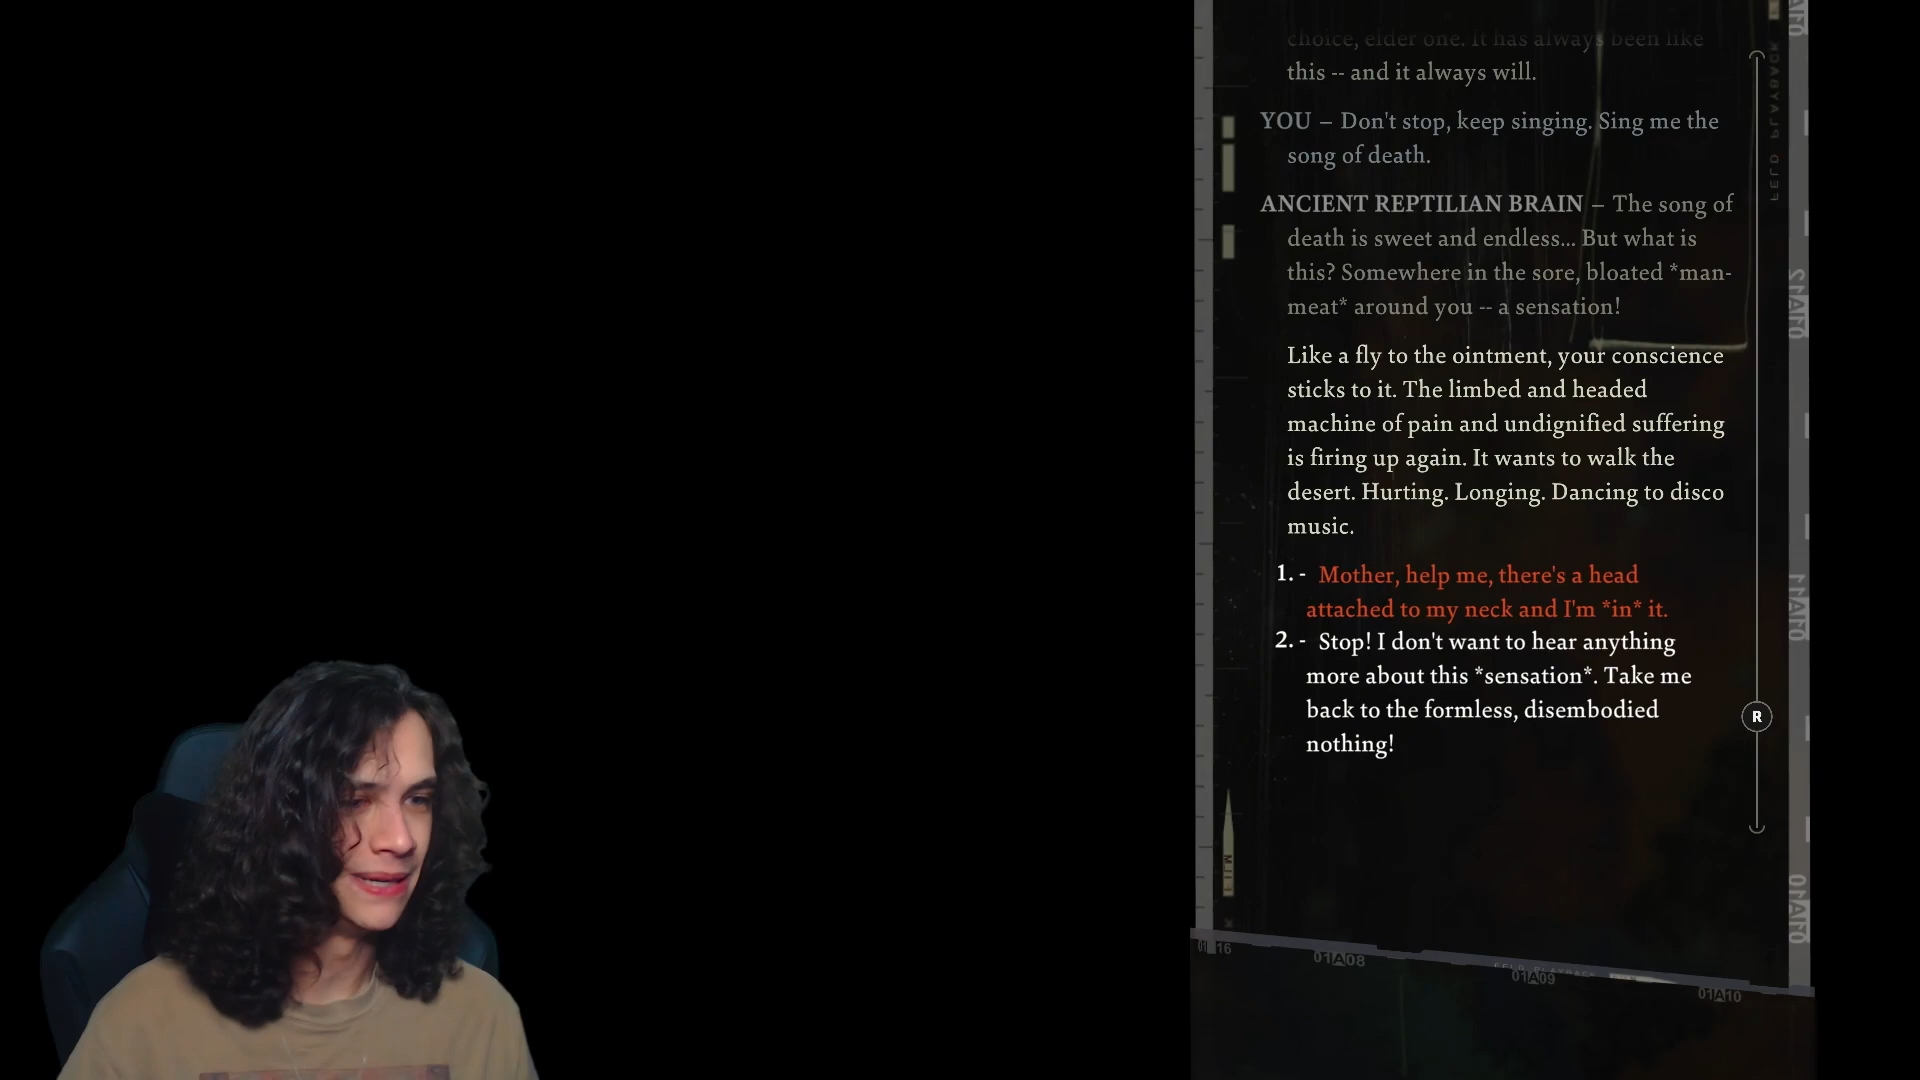 choice, elder one. It has always been like
this -- and it always will.
YOU – Don't stop, keep singing. Sing me the
song of death.
ANCIENT REPTILIAN BRAIN – The song of
death is sweet and endless... But what is
this? Somewhere in the sore, bloated *man-
meat* around you -- a sensation!
Like a fly to the ointment, your conscience
sticks to it. The limbed and headed
machine of pain and undignified suffering
is firing up again. It wants to walk the
desert. Hurting. Longing. Dancing to disco
music.
1. - Mother, help me, there's a head
attached to my neck and I'm *in* it.
2. - Stop! I don't want to hear anything
more about this *sensation*. Take me
back to the formless, disembodied
nothing!
R
16
01A08
01A09
01A10